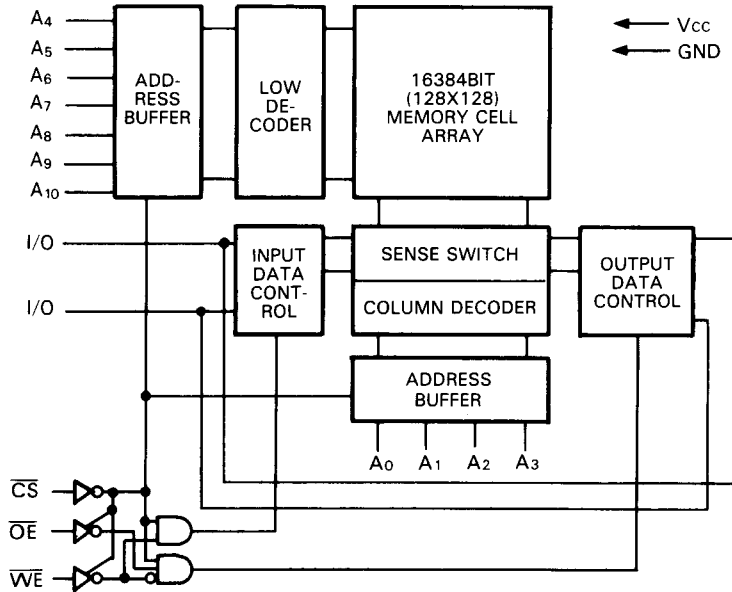 A4
A5
A6
A7
A8
A9
A10
ADD-
RESS
BUFFER
LOW
DE-
CODER
16384BIT
(128X128)
MEMORY CELL
ARRAY
Vcc
GND
I/O
I/O
INPUT
DATA
CONT-
ROL
SENSE SWITCH
COLUMN DECODER
OUTPUT
DATA
CONTROL
ADDRESS
BUFFER
A0 A1 A2 A3
CS
OE
WE